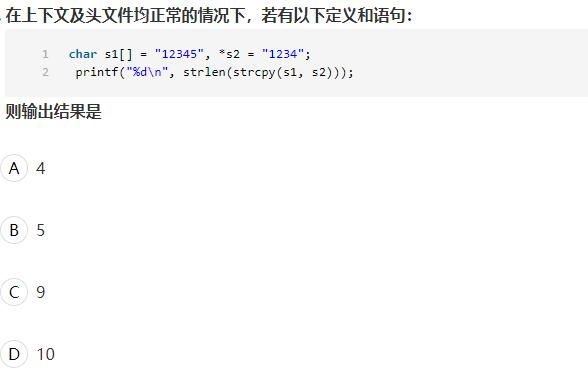 . 在上下文及头文件均正常的情况下，若有以下定义和语句：
1 char s1[] = "12345", *s2 = "1234";
2 printf("%d\n", strlen(strcpy(s1, s2)));
则输出结果是
A 4
B 5
C 9
D 10